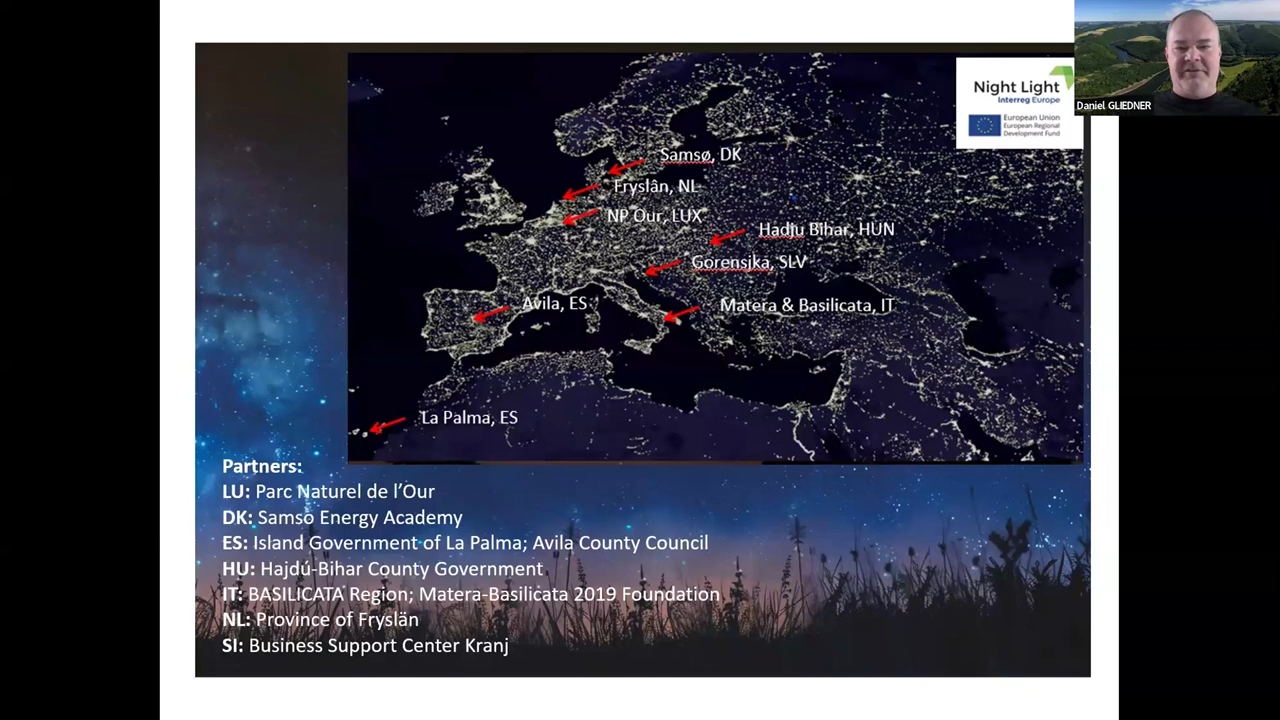 Night Light
Interreg Europe
European Union
European Regional
Development Fund
Daniel GLIEDNER
Samsø, DK
Fryslân, NL
NP Our, LUX
Hadju Bihar, HUN
Gorensjka, SLV
Avila, ES
Matera & Basilicata, IT
La Palma, ES
Partners:
LU: Parc Naturel de l’Our
DK: Samso Energy Academy
ES: Island Government of La Palma; Avila County Council
HU: Hajdú-Bihar County Government
IT: BASILICATA Region; Matera-Basilicata 2019 Foundation
NL: Province of Fryslän
SI: Business Support Center Kranj